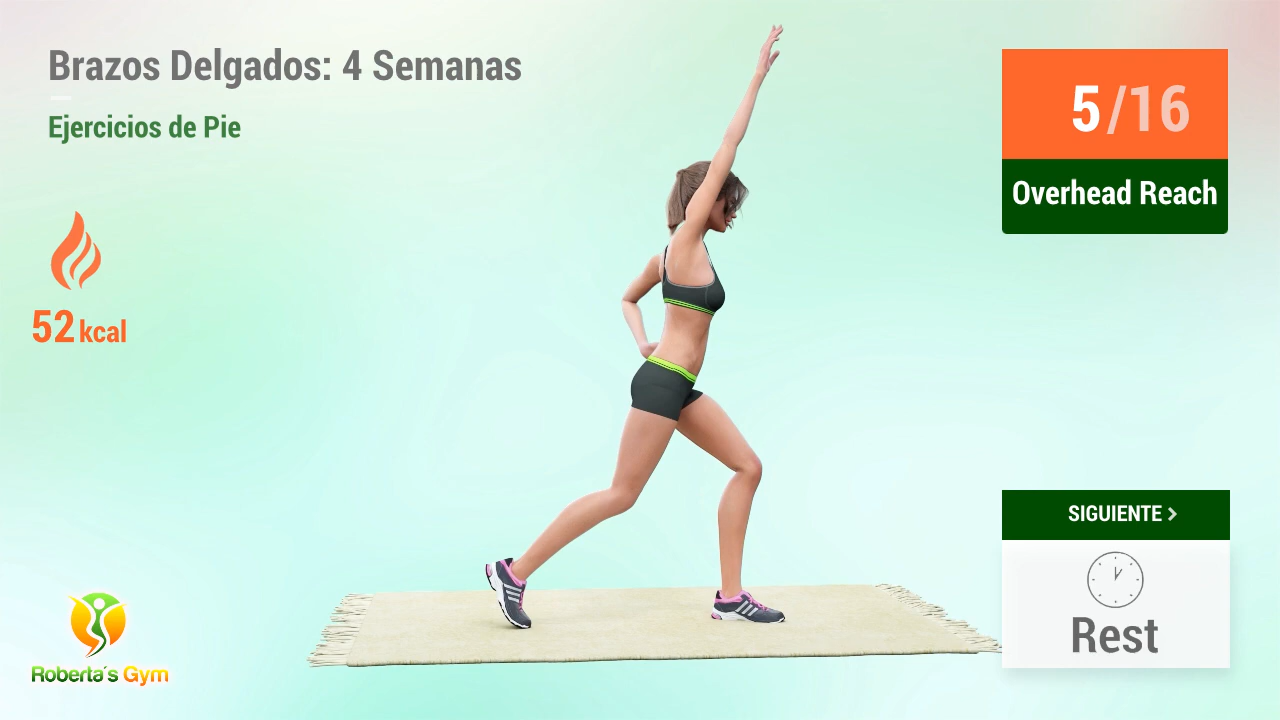 Brazos Delgados: 4 Semanas
Ejercicios de Pie
5/16
Overhead Reach
52 kcal
SIGUIENTE >
Rest
Roberta´s Gym